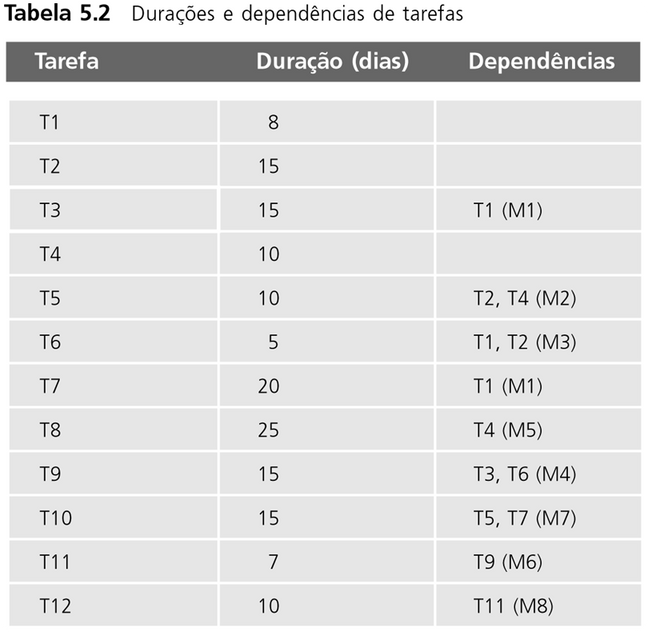 Tabela 5.2 Durações e dependências de tarefas
Tarefa Duração (dias) Dependências
T1 8
T2 15
T3 15 T1 (M1)
T4 10
T5 10 T2, T4 (M2)
T6 5 T1, T2 (M3)
T7 20 T1 (M1)
T8 25 T4 (M5)
T9 15 T3, T6 (M4)
T10 15 T5, T7 (M7)
T11 7 T9 (M6)
T12 10 T11 (M8)